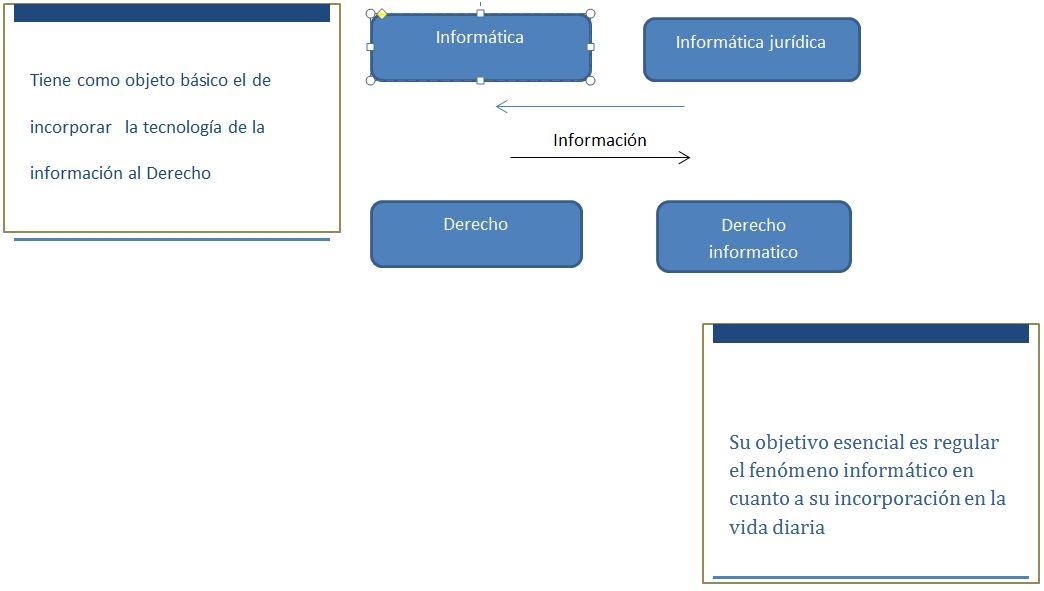 Tiene como objeto básico el de
incorporar la tecnología de la
información al Derecho
Informática
Informática jurídica
Información
Derecho
Derecho
informatico
Su objetivo esencial es regular
el fenómeno informático en
cuanto a su incorporación en la
vida diaria